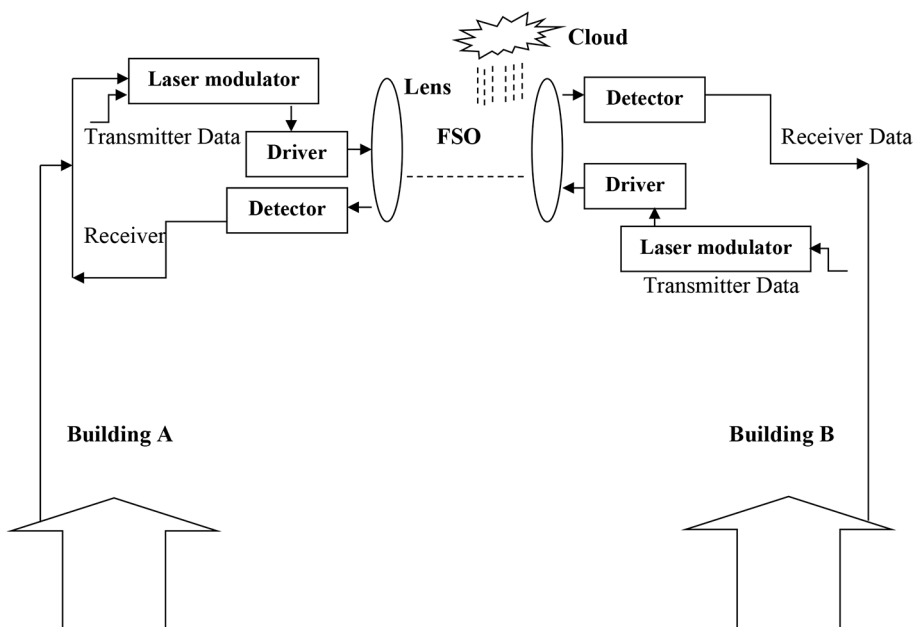 Cloud
Laser modulator
Lens
Detector
Transmitter Data
FSO
Receiver Data
Driver
Driver
Detector
Receiver
Laser modulator
Transmitter Data
Building A
Building B